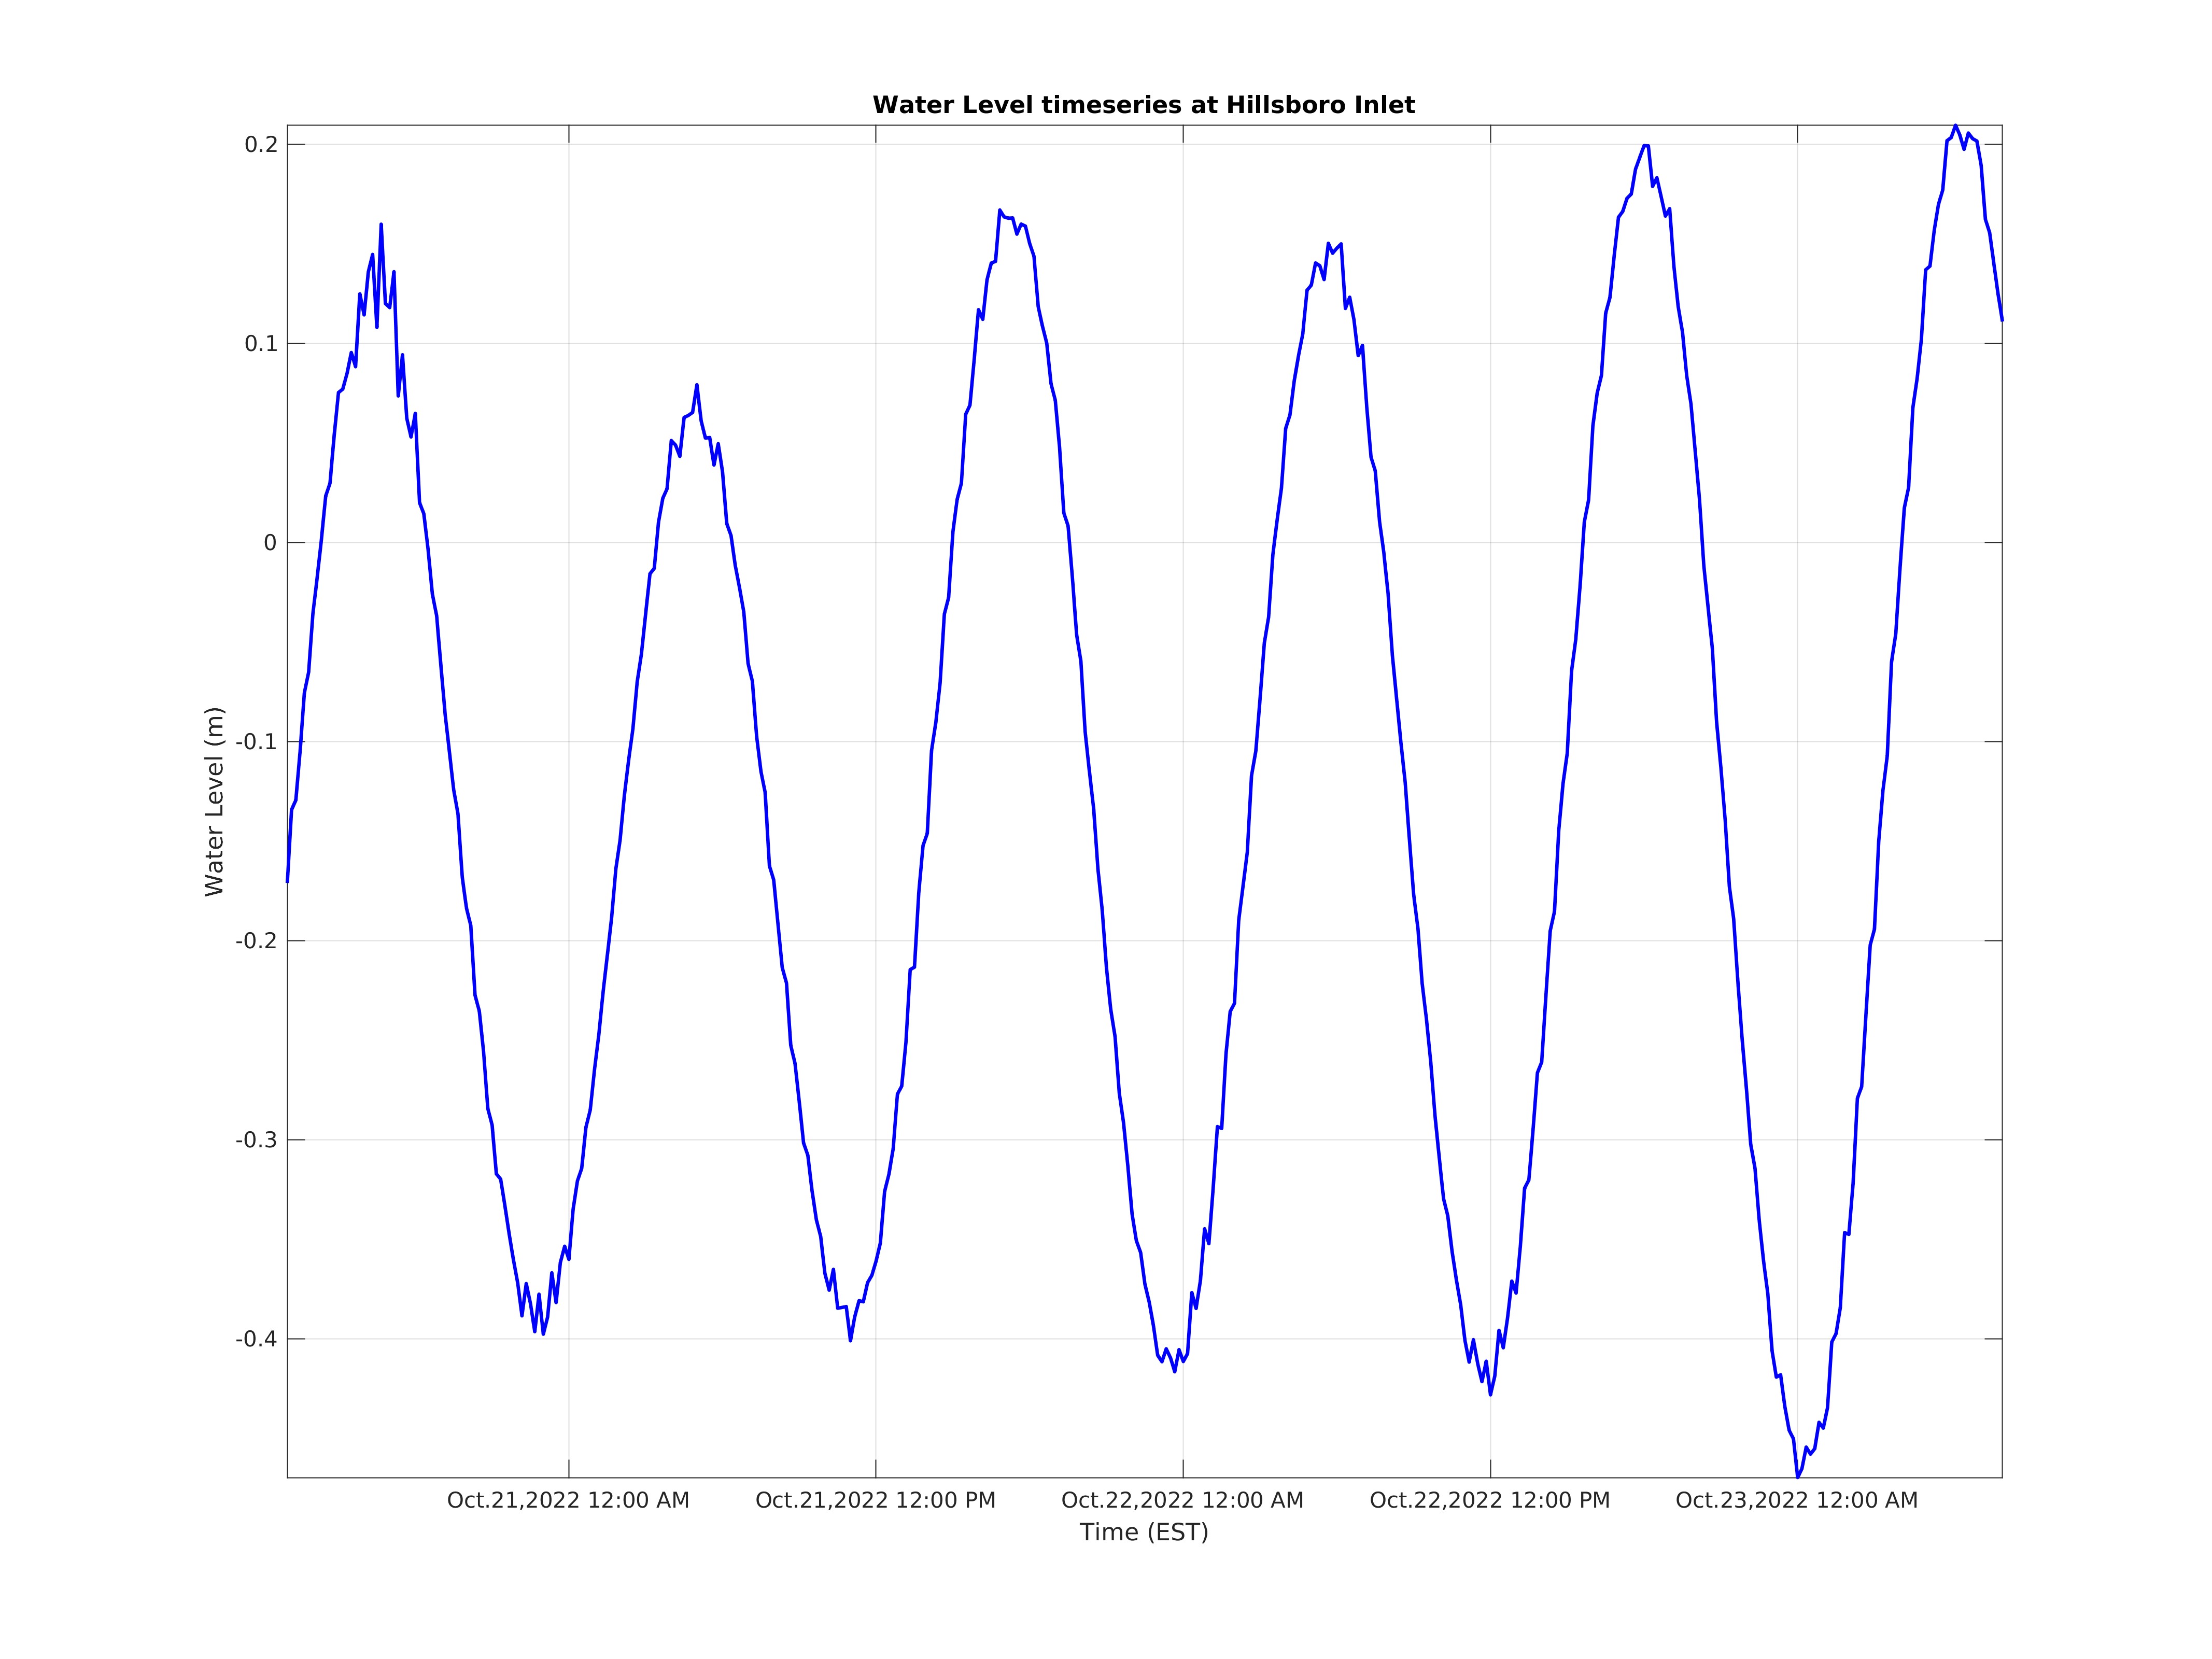 Water Level timeseries at Hillsboro Inlet
0.2
0.1
0
-0.1
-0.2
-0.3
-0.4
Water Level (m)
Oct.21,2022 12:00 AM
Oct.21,2022 12:00 PM
Oct.22,2022 12:00 AM
Oct.22,2022 12:00 PM
Oct.23,2022 12:00 AM
Time (EST)